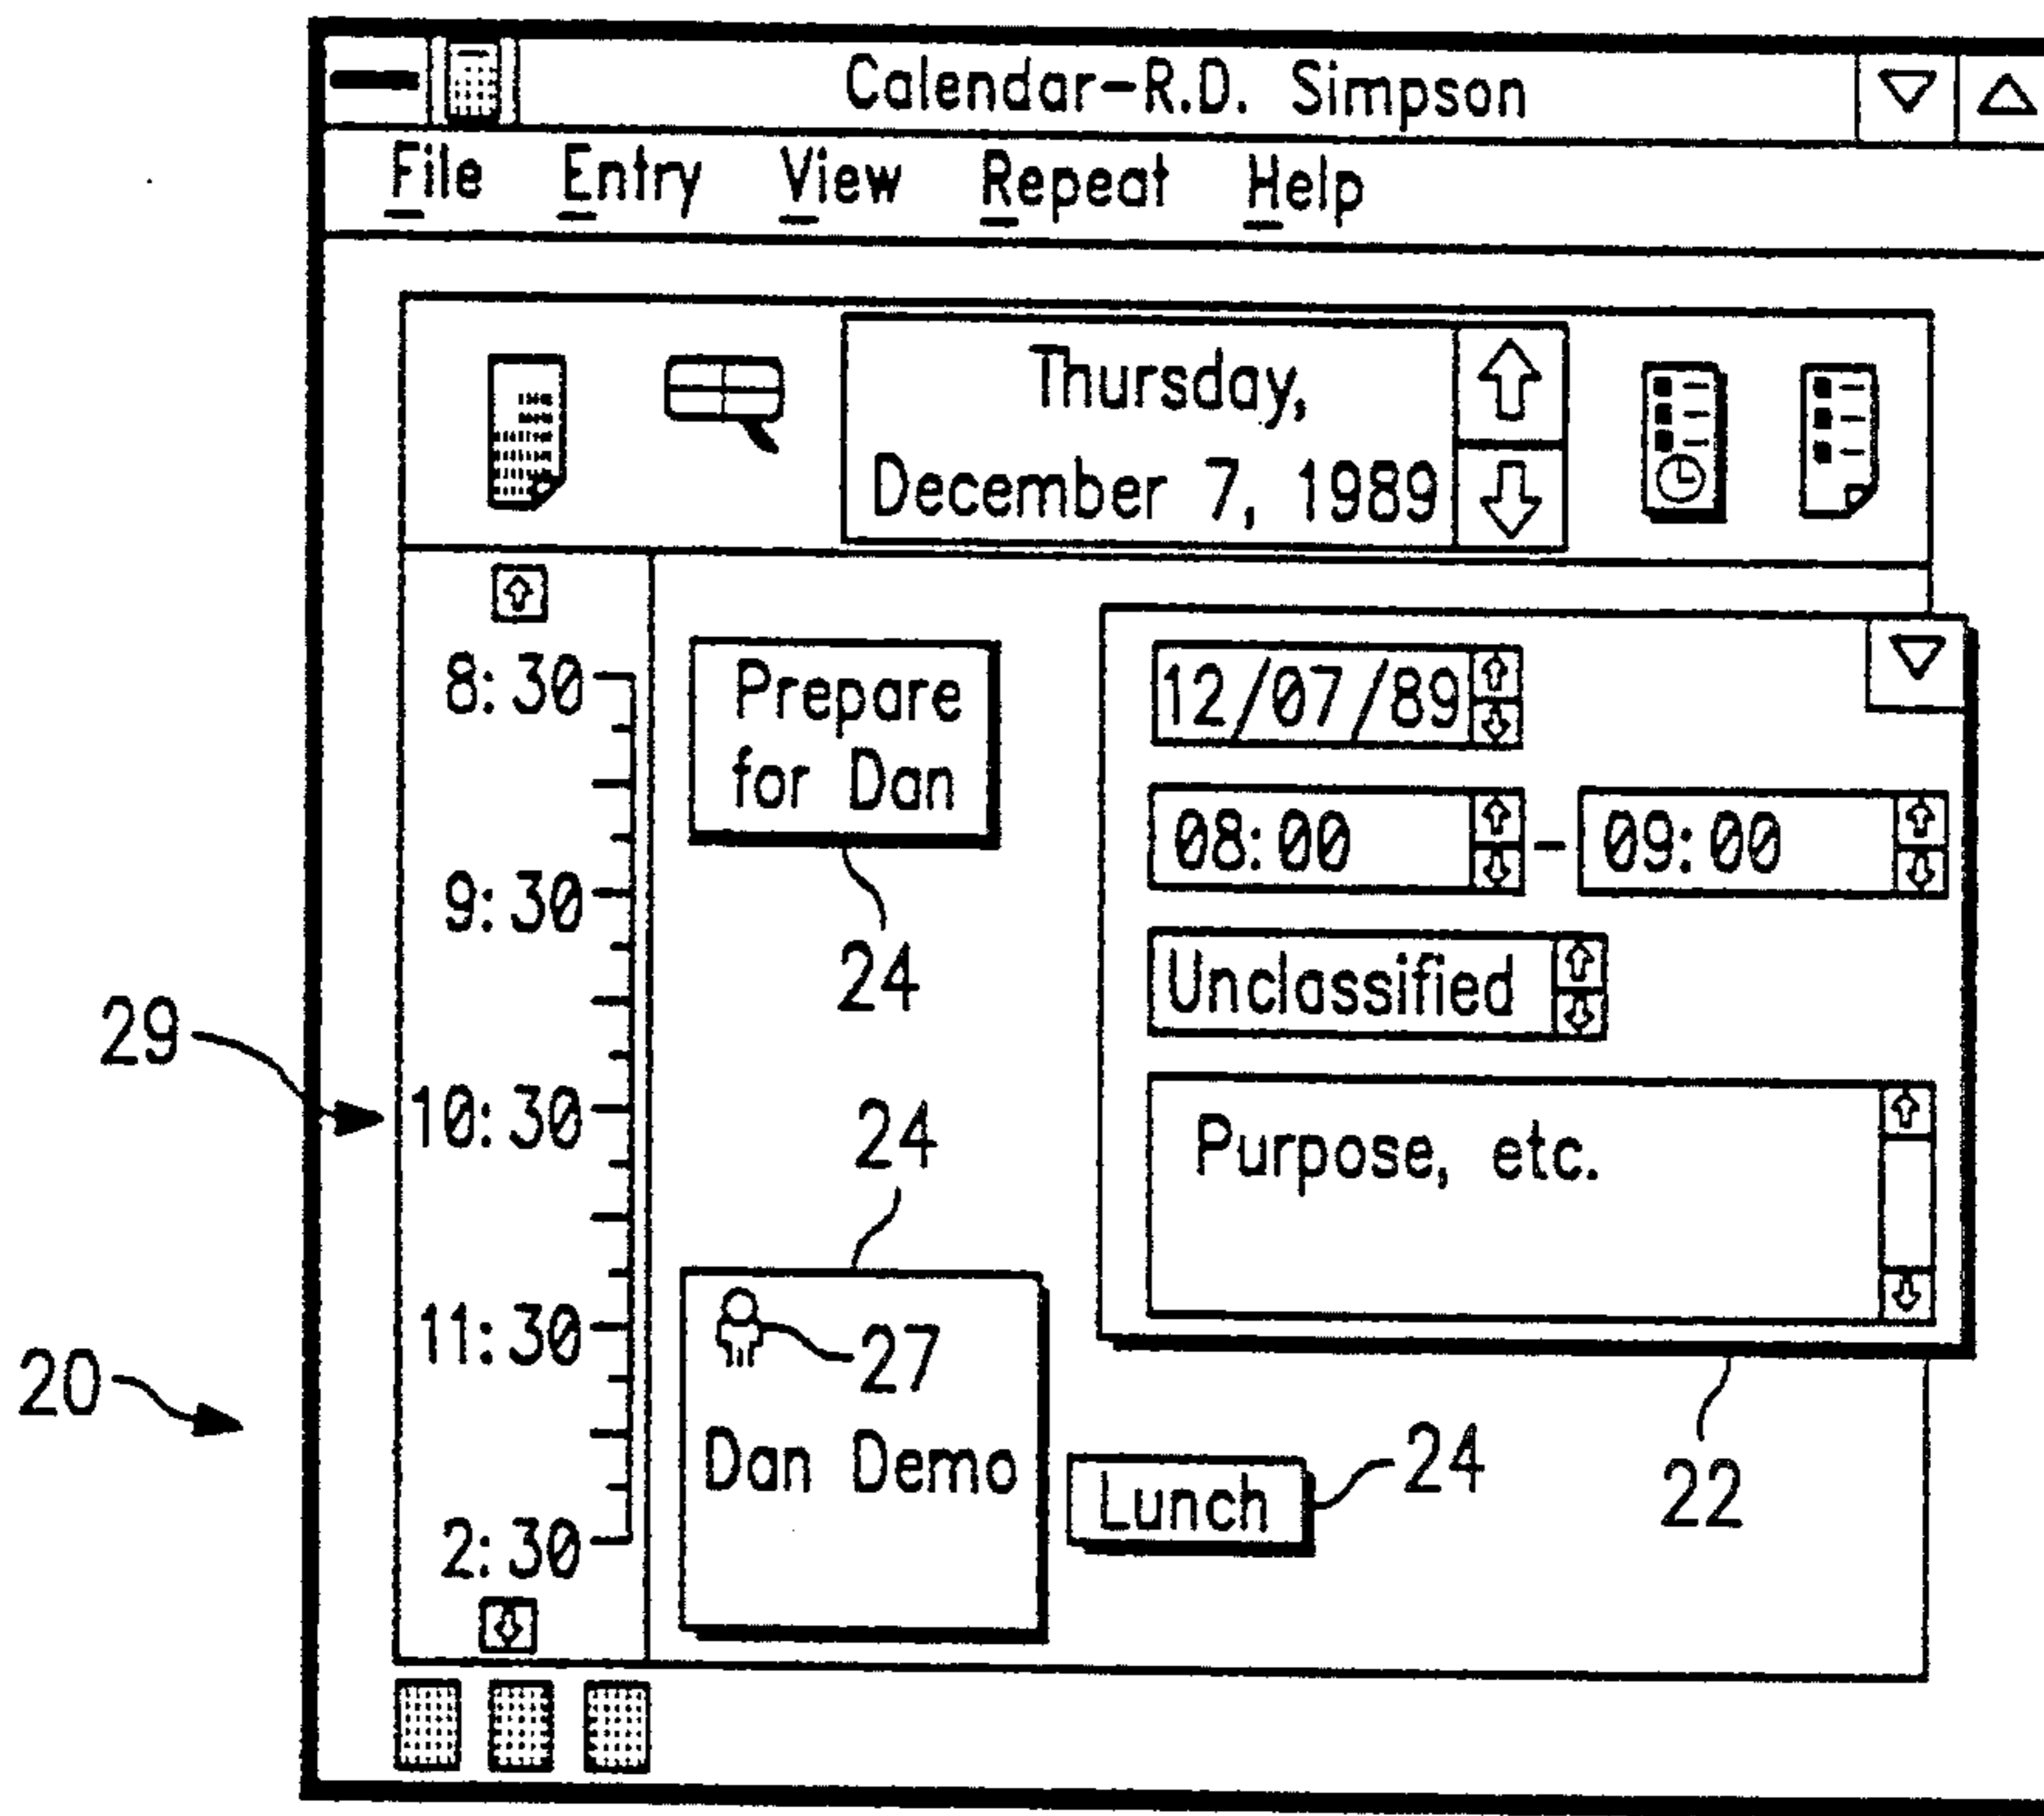 Calendar-R.D. Simpson
File Entry View Repeat Help
Thursday,
December 7, 1989
8:30
9:30
10:30
11:30
2:30
Prepare
for Dan
24
12/07/89
08:00 - 09:00
Unclassified
Purpose, etc.
29
24
27
Dan Demo
Lunch
24
22
20